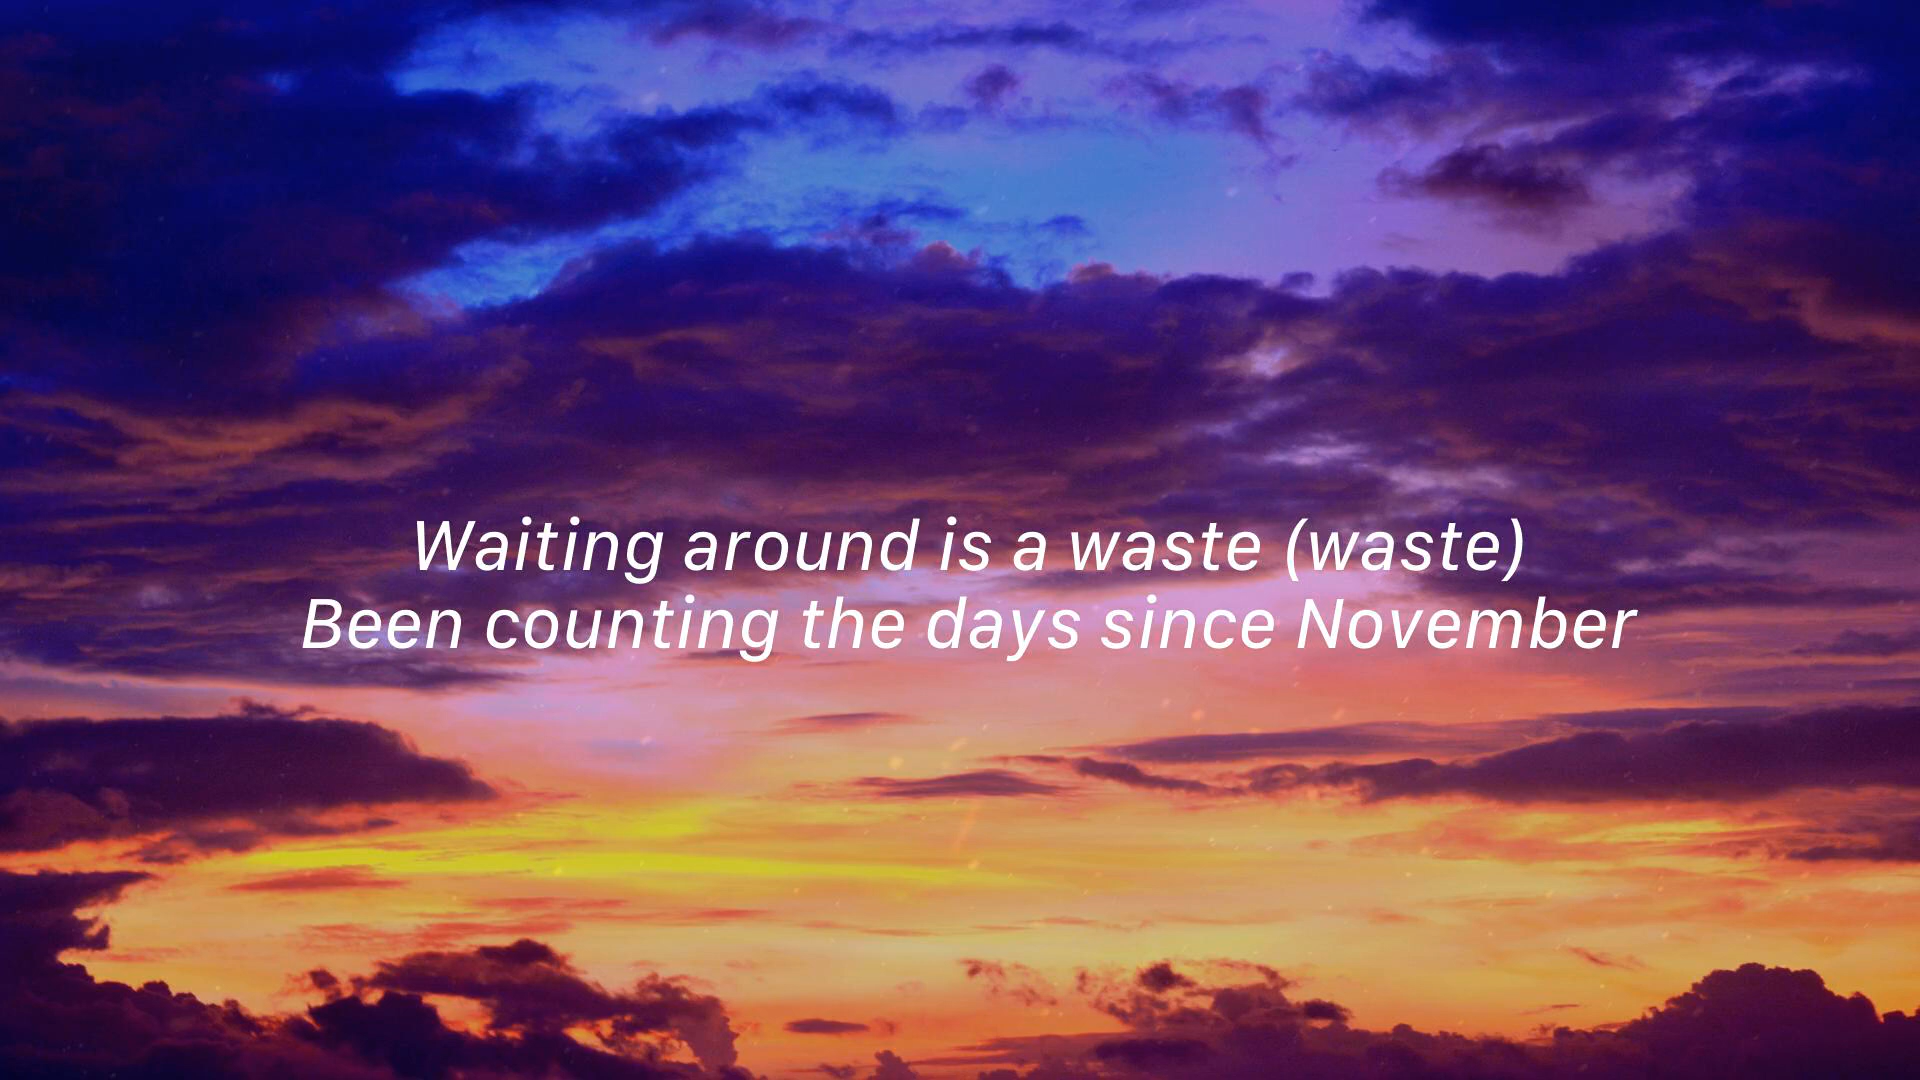 Waiting around is a waste (waste)
Been counting the days since November